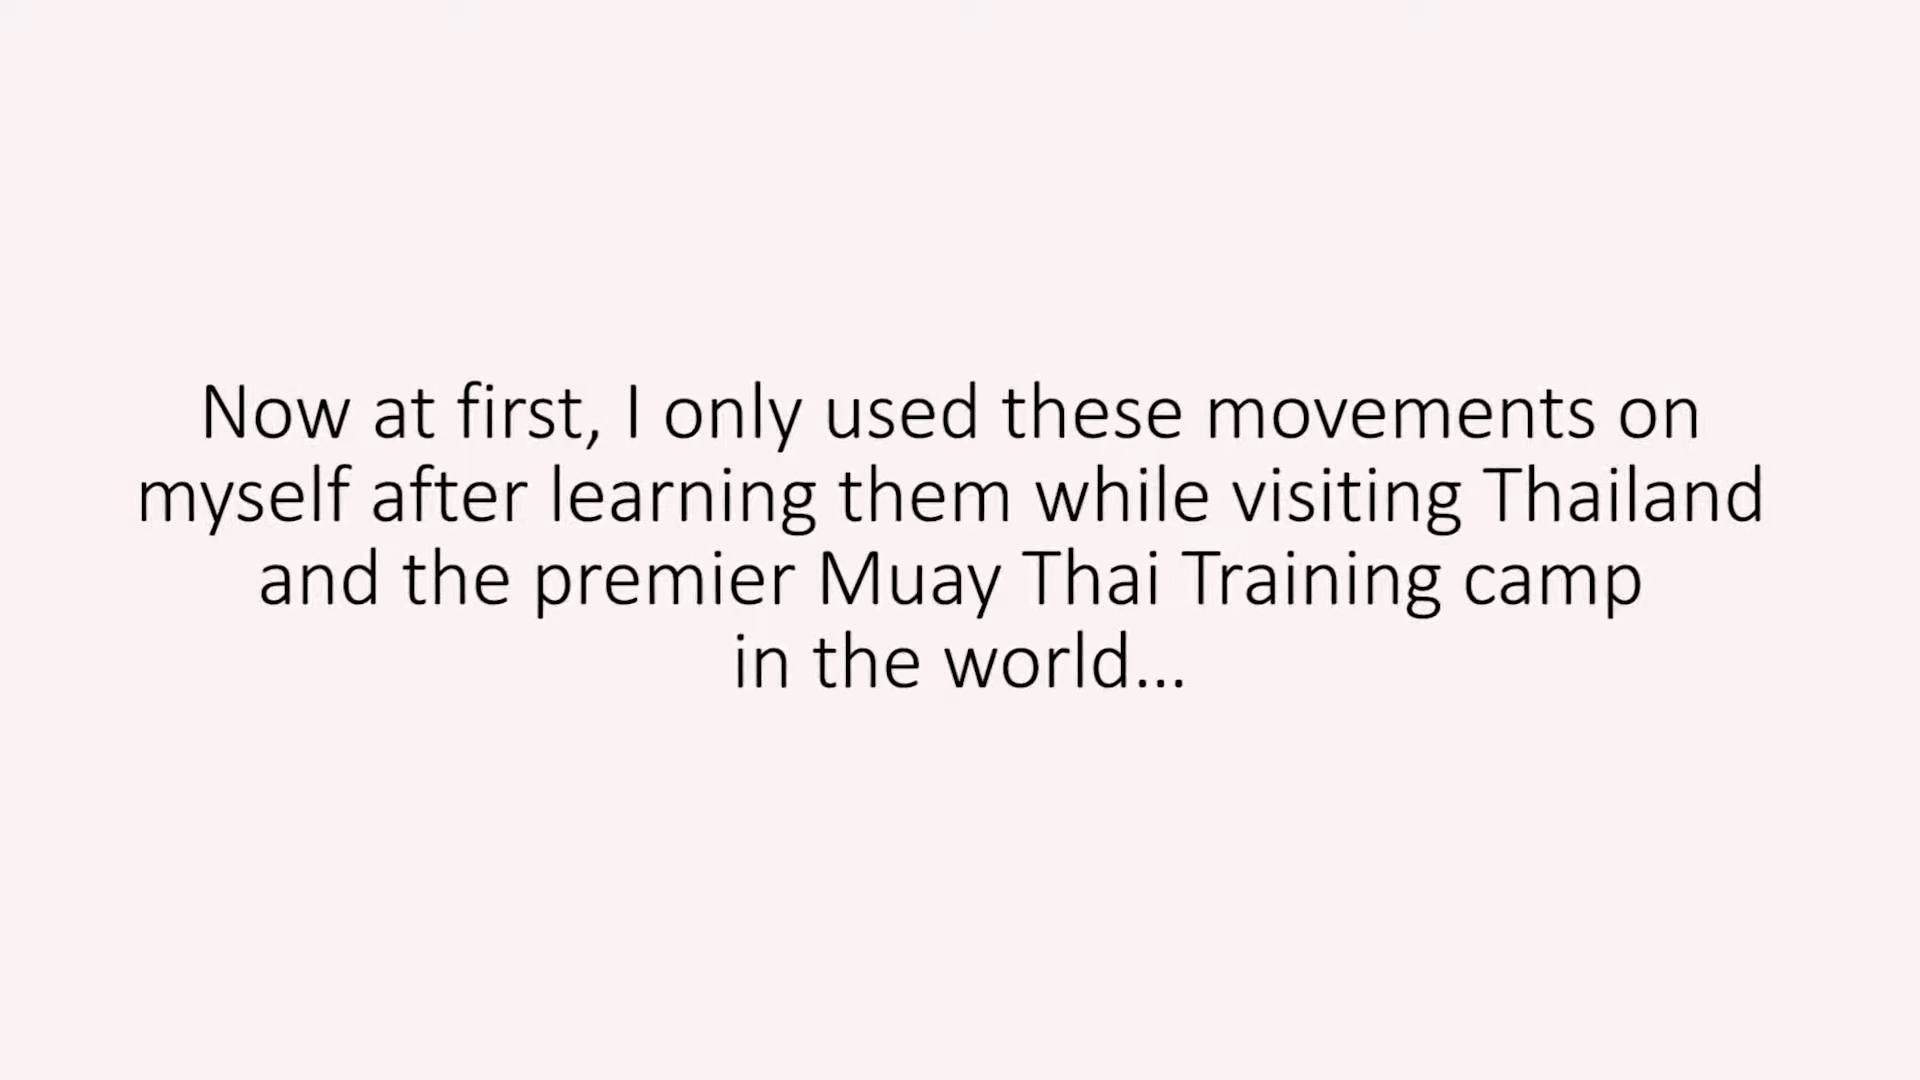 Now at first, I only used these movements on
myself after learning them while visiting Thailand
and the premier Muay Thai Training camp
in the world...